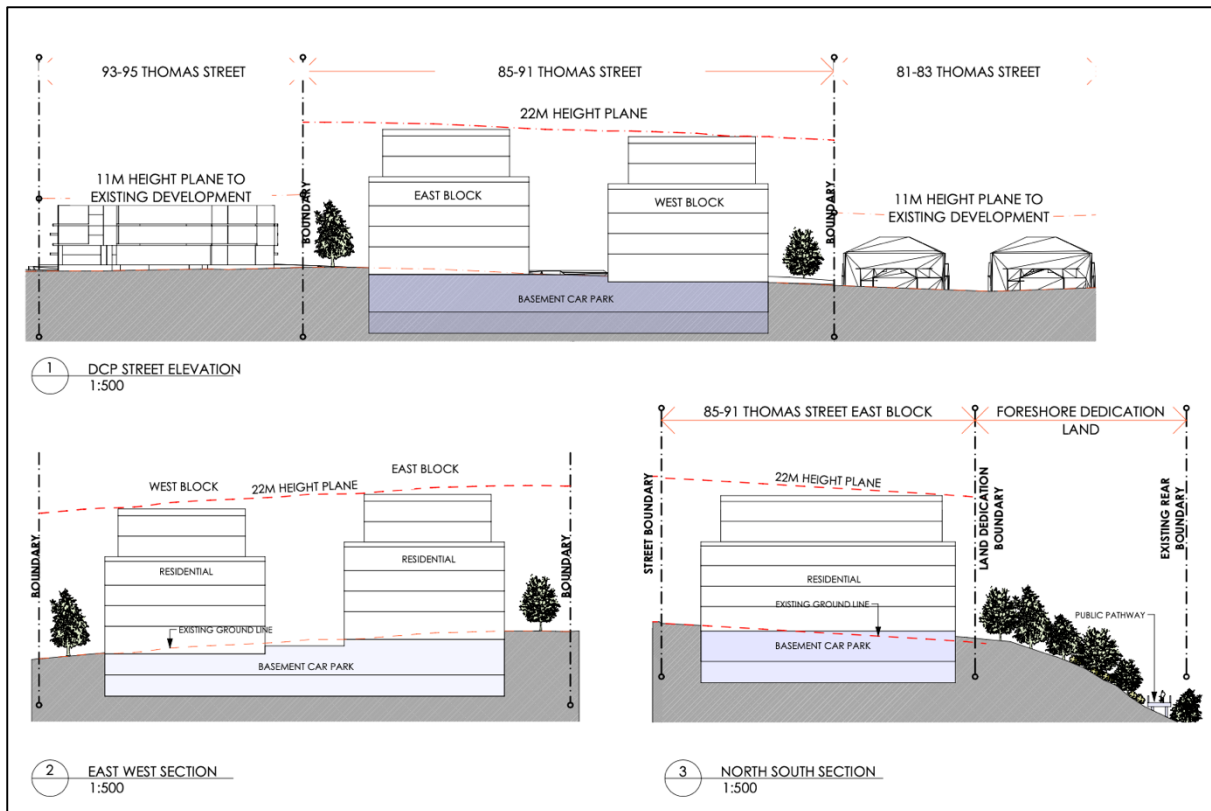 93-95 THOMAS STREET
85-91 THOMAS STREET
81-83 THOMAS STREET
22M HEIGHT PLANE
11M HEIGHT PLANE TO
EXISTING DEVELOPMENT
BOUNDARY
EAST BLOCK
WEST BLOCK
BOUNDARY
11M HEIGHT PLANE TO
EXISTING DEVELOPMENT
BASEMENT CAR PARK
1
DCP STREET ELEVATION
1:500
EAST BLOCK
WEST BLOCK
22M HEIGHT PLANE
BOUNDARY
RESIDENTIAL
RESIDENTIAL
BOUNDARY
EXISTING GROUND LINE
BASEMENT CAR PARK
2
EAST WEST SECTION
1:500
85-91 THOMAS STREET EAST BLOCK
FORESHORE DEDICATION
LAND
22M HEIGHT PLANE
STREET BOUNDARY
LAND DEDICATION
BOUNDARY
EXISTING REAR
BOUNDARY
RESIDENTIAL
EXISTING GROUND LINE
PUBLIC PATHWAY
BASEMENT CAR PARK
3
NORTH SOUTH SECTION
1:500